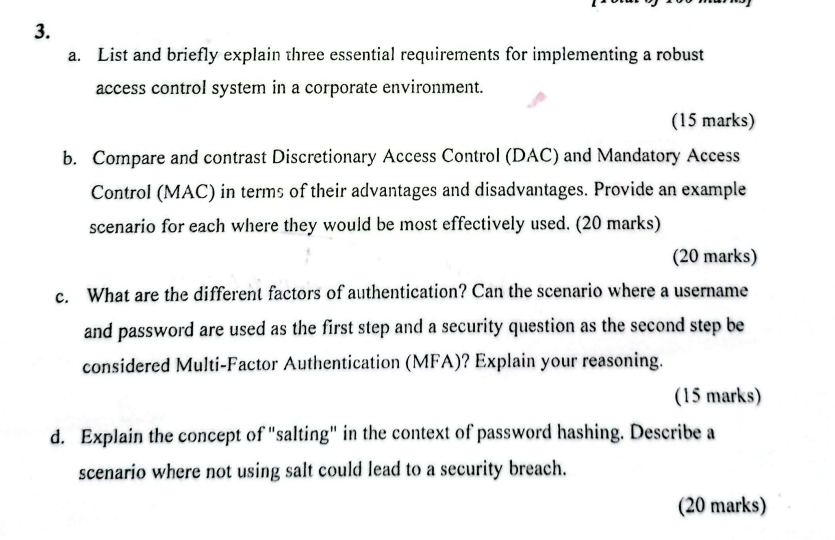 [Total of 100 marks]
3.
a. List and briefly explain three essential requirements for implementing a robust
access control system in a corporate environment.
(15 marks)
b. Compare and contrast Discretionary Access Control (DAC) and Mandatory Access
Control (MAC) in terms of their advantages and disadvantages. Provide an example
scenario for each where they would be most effectively used. (20 marks)
(20 marks)
c. What are the different factors of authentication? Can the scenario where a username
and password are used as the first step and a security question as the second step be
considered Multi-Factor Authentication (MFA)? Explain your reasoning.
(15 marks)
d. Explain the concept of "salting" in the context of password hashing. Describe a
scenario where not using salt could lead to a security breach.
(20 marks)